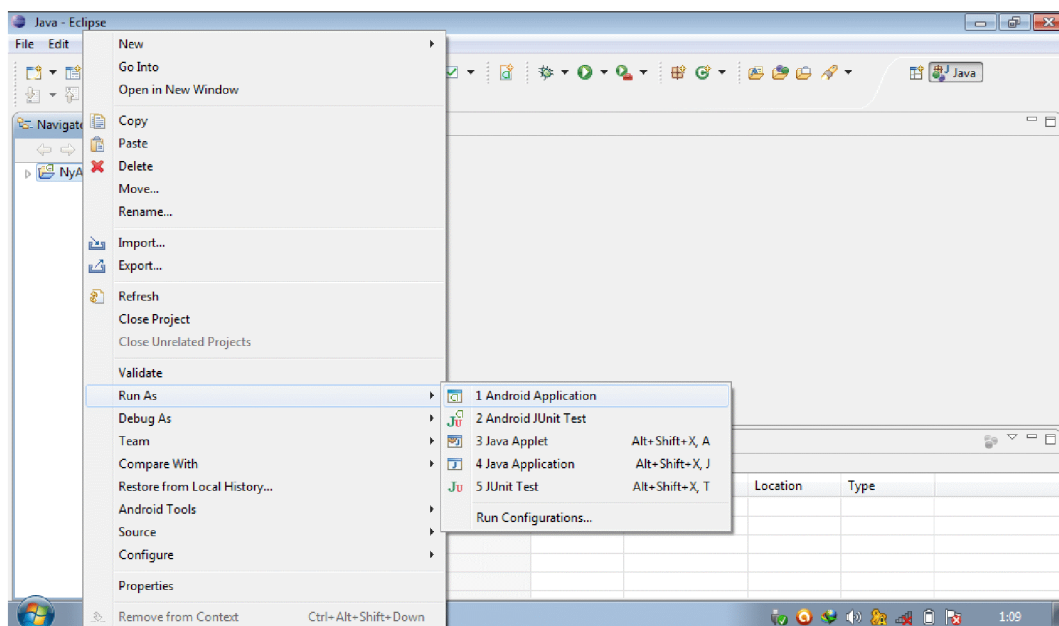 Java - Eclipse
File Edit
Java
Navigate
NyA
New
Go Into
Open in New Window
Copy
Paste
Delete
Move...
Rename...
Import...
Export...
Refresh
Close Project
Close Unrelated Projects
Validate
Run As
Debug As
Team
Compare With
Restore from Local History...
Android Tools
Source
Configure
Properties
Remove from Context Ctrl+Alt+Shift+Down
1 Android Application
2 Android JUnit Test
3 Java Applet Alt+Shift+X, A
4 Java Application Alt+Shift+X, J
5 JUnit Test Alt+Shift+X, T
Run Configurations...
Location Type
1:09